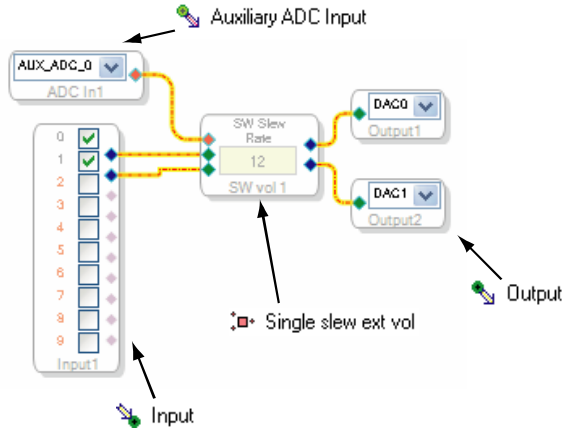 Auxiliary ADC Input
AUX_ADC_0
ADC In1
0
1
2
3
4
5
6
7
8
9
Input1
SW Slew
Rate
12
SW vol 1
DAC0
Output1
DAC1
Output2
Output
Single slew ext vol
Input